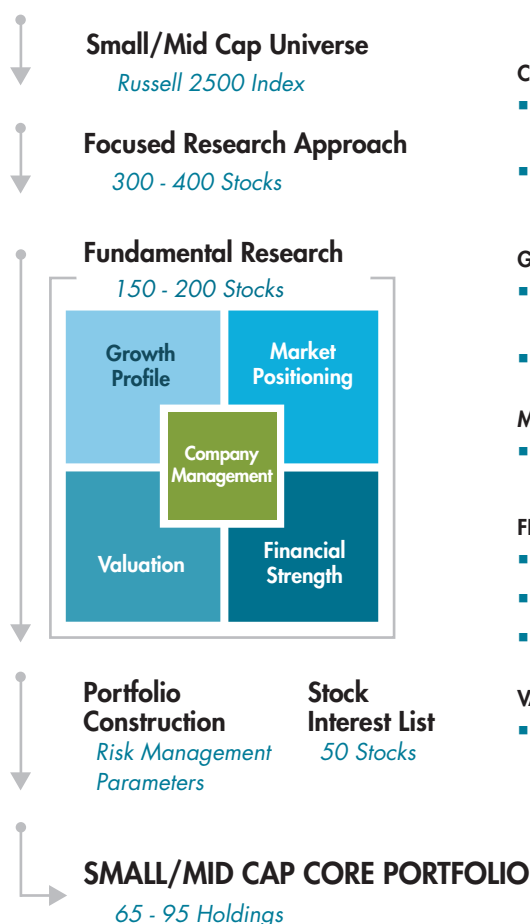 Small/Mid Cap Universe
Russell 2500 Index
Focused Research Approach
300 - 400 Stocks
Fundamental Research
150 - 200 Stocks
Growth
Profile
Market
Positioning
Company
Management
Valuation
Financial
Strength
Portfolio
Construction
Risk Management
Parameters
Stock
Interest List
50 Stocks
SMALL/MID CAP CORE PORTFOLIO
65 - 95 Holdings